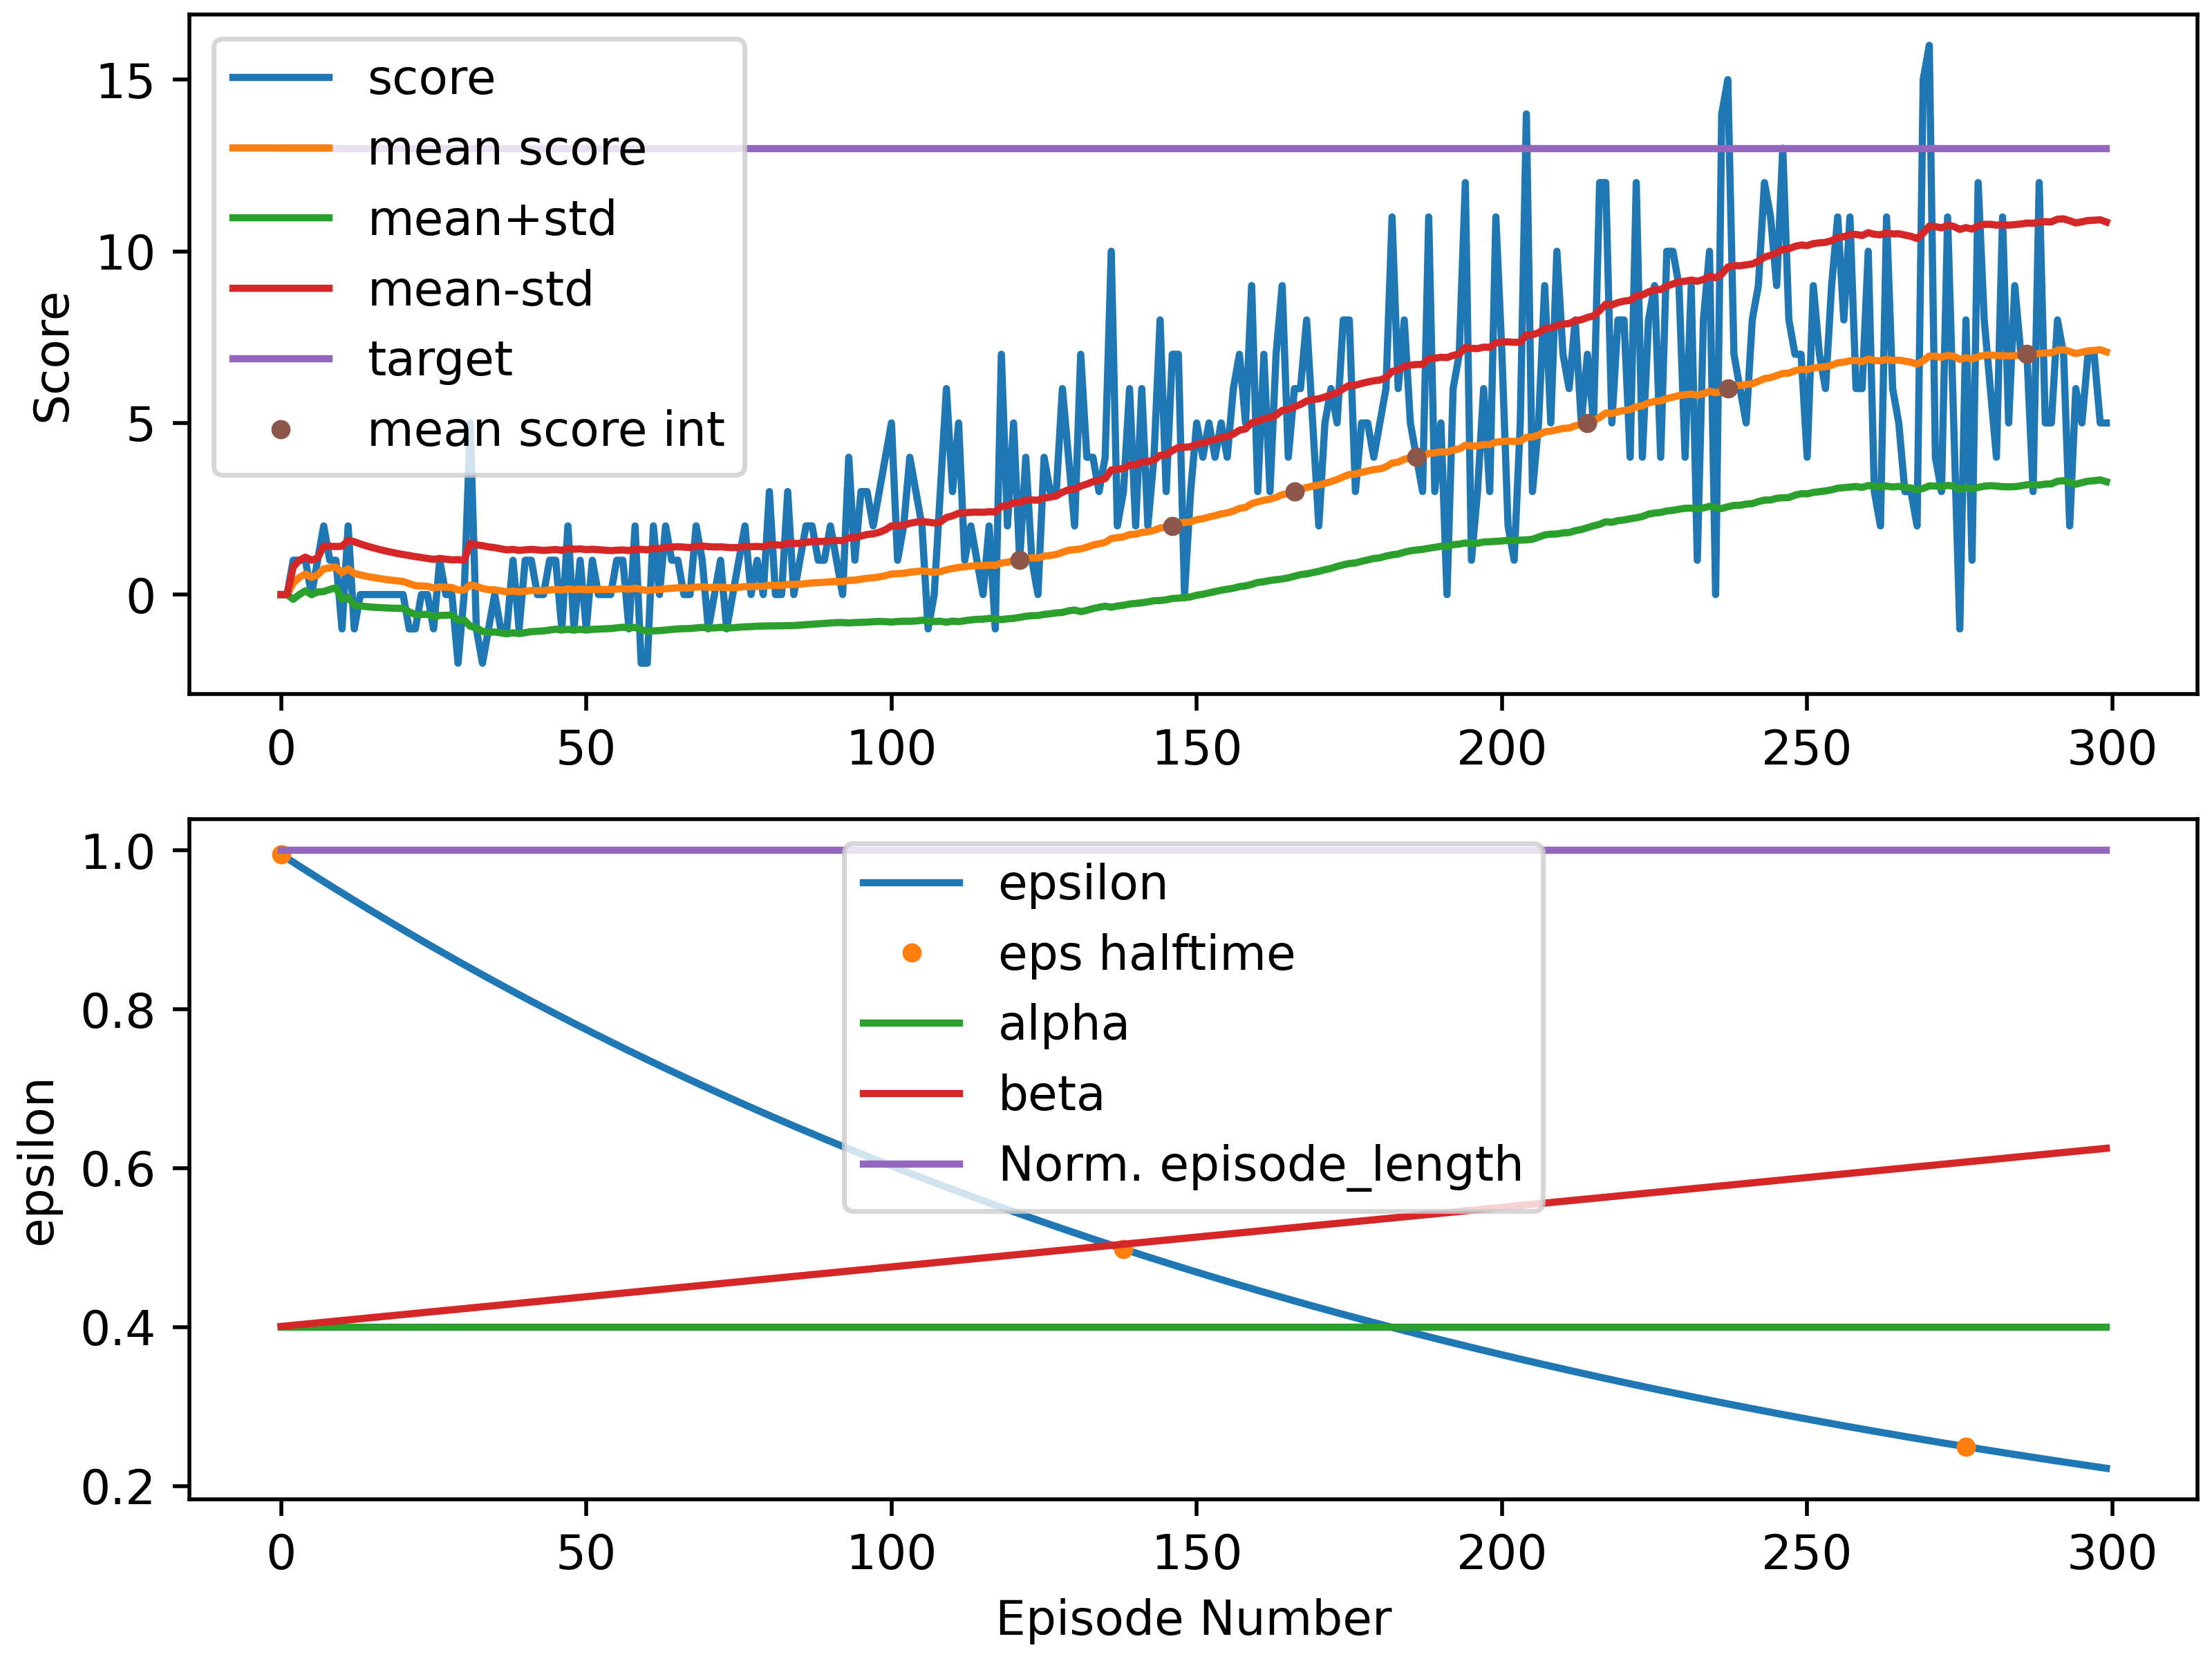 15
10
5
0
Score
score
mean score
mean+std
mean-std
target
mean score int
0 50 100 150 200 250 300
1.0
0.8
0.6
0.4
0.2
epsilon
epsilon
eps halftime
alpha
beta
Norm. episode_length
0 50 100 150 200 250 300
Episode Number